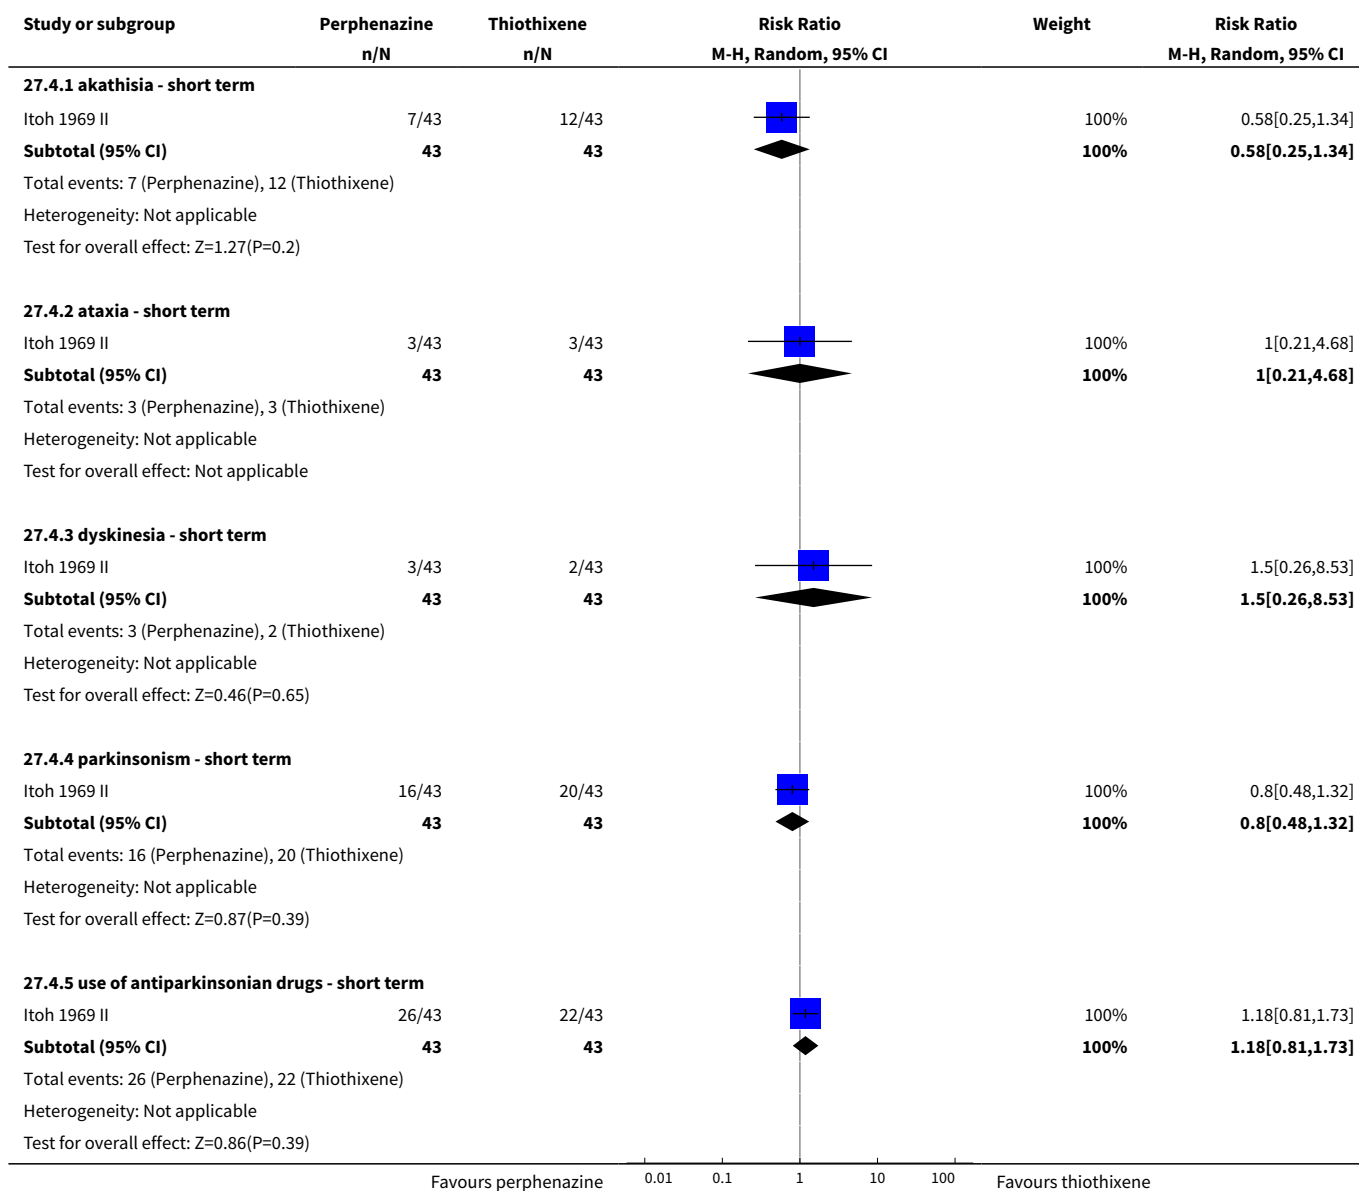 Study or subgroup Perphenazine Thiothixene Risk Ratio Weight Risk Ratio
n/N n/N M-H, Random, 95% CI M-H, Random, 95% CI
27.4.1 akathisia - short term
Itoh 1969 II 7/43 12/43 100% 0.58[0.25,1.34]
Subtotal (95% CI) 43 43 100% 0.58[0.25,1.34]
Total events: 7 (Perphenazine), 12 (Thiothixene)
Heterogeneity: Not applicable
Test for overall effect: Z=1.27(P=0.2)
27.4.2 ataxia - short term
Itoh 1969 II 3/43 3/43 100% 1[0.21,4.68]
Subtotal (95% CI) 43 43 100% 1[0.21,4.68]
Total events: 3 (Perphenazine), 3 (Thiothixene)
Heterogeneity: Not applicable
Test for overall effect: Not applicable
27.4.3 dyskinesia - short term
Itoh 1969 II 3/43 2/43 100% 1.5[0.26,8.53]
Subtotal (95% CI) 43 43 100% 1.5[0.26,8.53]
Total events: 3 (Perphenazine), 2 (Thiothixene)
Heterogeneity: Not applicable
Test for overall effect: Z=0.46(P=0.65)
27.4.4 parkinsonism - short term
Itoh 1969 II 16/43 20/43 100% 0.8[0.48,1.32]
Subtotal (95% CI) 43 43 100% 0.8[0.48,1.32]
Total events: 16 (Perphenazine), 20 (Thiothixene)
Heterogeneity: Not applicable
Test for overall effect: Z=0.87(P=0.39)
27.4.5 use of antiparkinsonian drugs - short term
Itoh 1969 II 26/43 22/43 100% 1.18[0.81,1.73]
Subtotal (95% CI) 43 43 100% 1.18[0.81,1.73]
Total events: 26 (Perphenazine), 22 (Thiothixene)
Heterogeneity: Not applicable
Test for overall effect: Z=0.86(P=0.39)
Favours perphenazine 0.01 0.1 1 10 100 Favours thiothixene